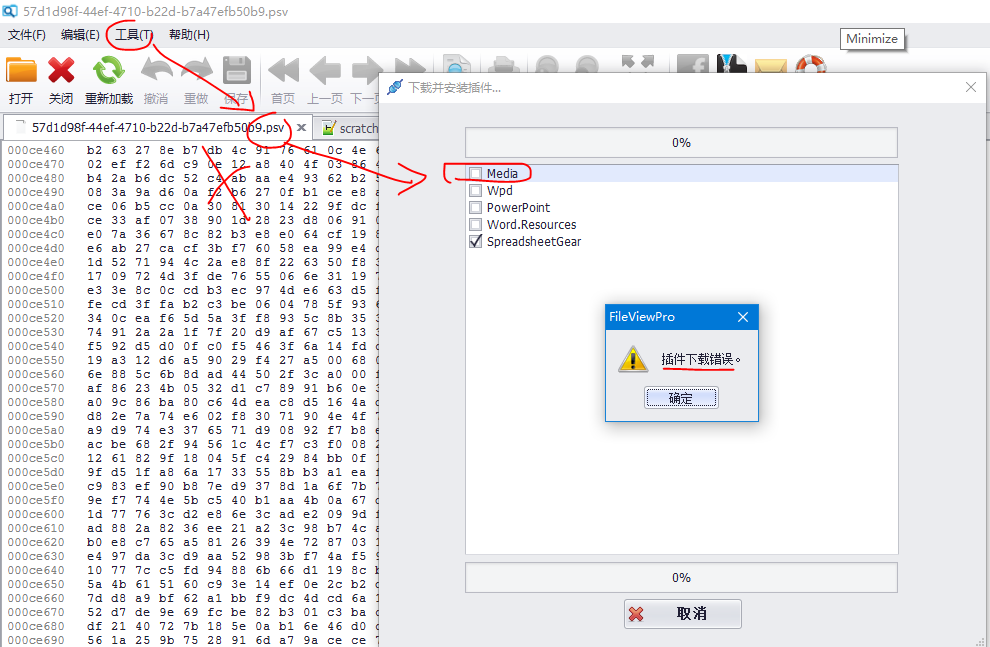 57d1d98f-44ef-4710-b22d-b7a47efb50b9.psv
文件(F) 编辑(E) 工具(T) 帮助(H)
Minimize
打开 关闭 重新加载 撤消 重做 保存 首页 上一页 下一页
下载并安装插件...
57d1d98f-44ef-4710-b22d-b7a47efb50b9.psv scratch
0%
Media
Wpd
PowerPoint
Word.Resources
SpreadsheetGear
FileViewPro
插件下载错误。
确定
0%
取消
000ce460 b2 63 27 8e b7 db 4c 91 76 61 0c 4e
000ce470 02 ef f2 6d c9 0e 12 a8 40 4f 03 86
000ce480 b4 2a b6 dc 52 c4 ab aa e4 93 62 b2
000ce490 08 3a 9a d6 0a f2 b6 27 0f b1 ce e8
000ce4a0 ce 06 b5 cc 0a 30 81 30 14 22 9f dc
000ce4b0 ce 33 af 07 38 90 1d 28 23 d8 06 91
000ce4c0 e0 7a 36 67 8c 82 b3 e8 e0 64 cf 19
000ce4d0 e6 ab 27 ca cf 3b f7 60 58 ea 99 e4
000ce4e0 1d 52 71 94 4c 2a e8 8f 22 63 50 f8
000ce4f0 17 09 72 4d 3f de 76 55 06 6e 31 19
000ce500 e3 3e 8c 0c cd b3 ec 97 4d e6 63 d5
000ce510 fe cd 3f fa b2 c3 be 06 04 78 5f 93
000ce520 34 0c ea f6 5d 5a 3f f8 93 5c 8b 35
000ce530 74 91 2a 2a 1f 7f 20 d9 af 67 c5 13
000ce540 f5 92 d5 d0 0f c0 f5 46 3f 6a 14 fd
000ce550 19 a3 12 d6 a5 90 29 f4 27 a5 00 68
000ce560 6e 88 5c 6b 8d ad 44 50 2f 3c a0 00
000ce570 af 86 23 4b 05 32 d1 c7 89 91 b6 0e
000ce580 a0 9c 86 ba 80 c6 4d ea c8 d5 16 4a
000ce590 d8 2e 7a 74 e6 02 f8 30 71 90 4e 4f
000ce5a0 a9 d9 74 e3 37 65 71 d9 08 92 f7 b8
000ce5b0 ac be 68 2f 94 56 1c 4c f7 c3 f0 08
000ce5c0 12 61 82 9f 18 04 5f c4 29 84 bb 0f
000ce5d0 9f d5 1f a8 6a 17 33 55 8b b3 a1 ea
000ce5e0 c9 83 ef 90 b8 7e d9 37 8d 1a 6f 7b
000ce5f0 9e f7 74 4e 5b c5 40 b1 aa 4b 0a 67
000ce600 1d 77 76 3c d2 e8 6e 3c ad e2 09 9d
000ce610 ad 88 2a 82 36 ee 21 a2 3c 98 b7 4c
000ce620 b0 e8 c7 65 a5 81 26 39 4e 72 87 03
000ce630 e4 97 da 3c d9 aa 52 98 3b f7 4a f5
000ce640 10 77 7c c5 fd 94 88 6b 66 d1 19 8c
000ce650 5a 4b 61 51 60 c9 3e 14 ef 0e 2c b2
000ce660 7d d8 a9 bf 62 a1 bb f9 dc 4d cd 6a
000ce670 52 d7 de 9e 69 fc be 82 b3 01 c3 ba
000ce680 df 21 40 72 7b 18 5e 0a b1 6e 46 d0
000ce690 56 1a 25 9b 75 28 91 6d a7 9a ce ce